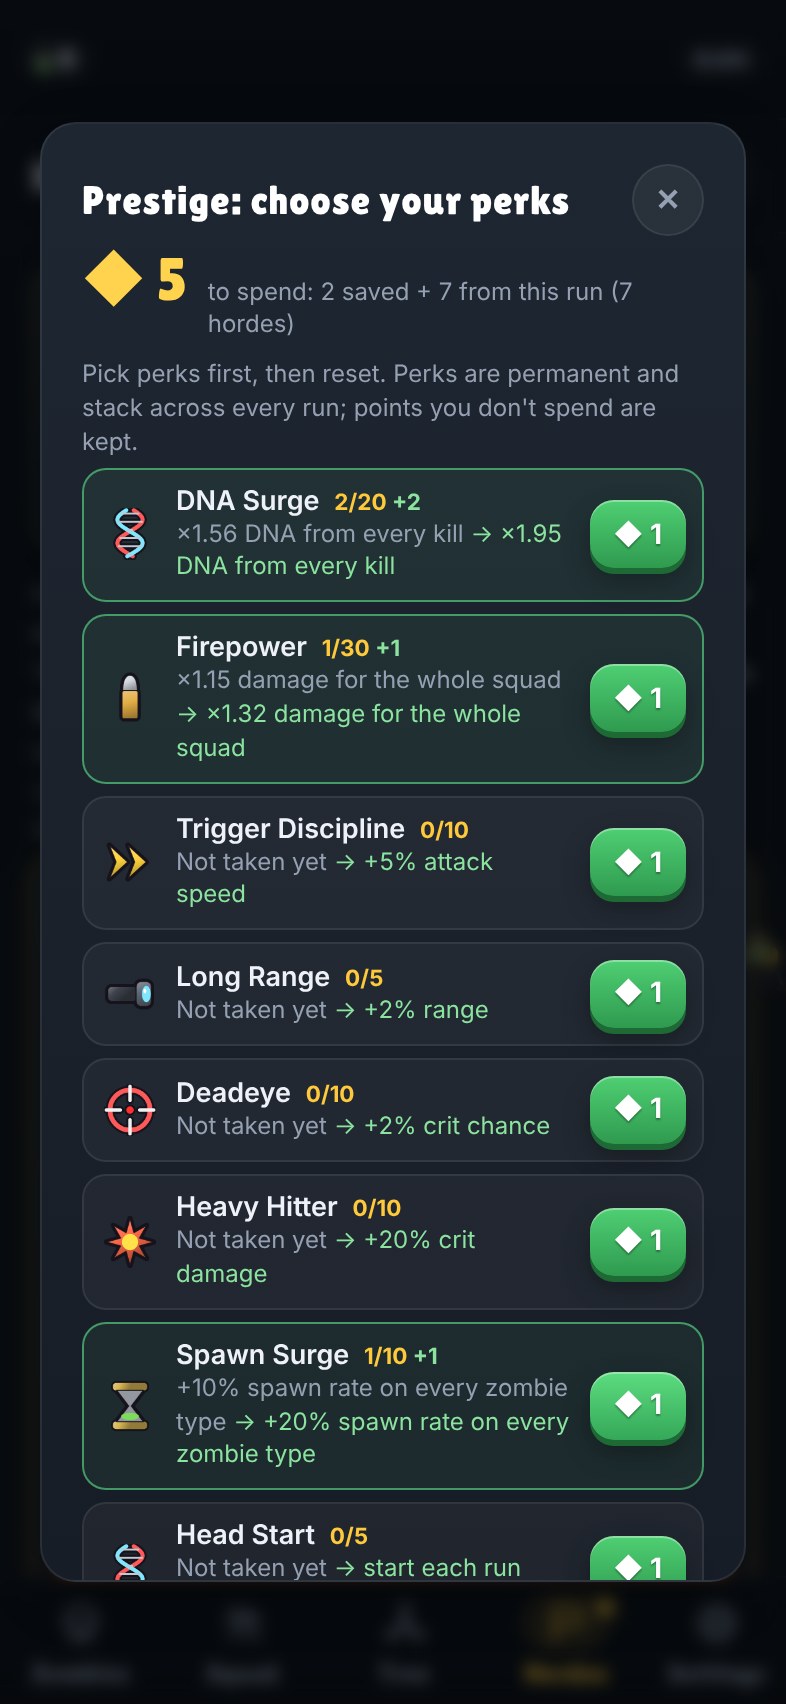 Prestige: choose your perks
5 to spend: 2 saved + 7 from this run (7
hordes)
Pick perks first, then reset. Perks are permanent and
stack across every run; points you don't spend are
kept.
DNA Surge 2/20 +2
×1.56 DNA from every kill → ×1.95
DNA from every kill
1
Firepower 1/30 +1
×1.15 damage for the whole squad
→ ×1.32 damage for the whole
squad
1
Trigger Discipline 0/10
Not taken yet → +5% attack
speed
1
Long Range 0/5
Not taken yet → +2% range
1
Deadeye 0/10
Not taken yet → +2% crit chance
1
Heavy Hitter 0/10
Not taken yet → +20% crit
damage
1
Spawn Surge 1/10 +1
+10% spawn rate on every zombie
type → +20% spawn rate on every
zombie type
1
Head Start 0/5
Not taken yet → start each run
1